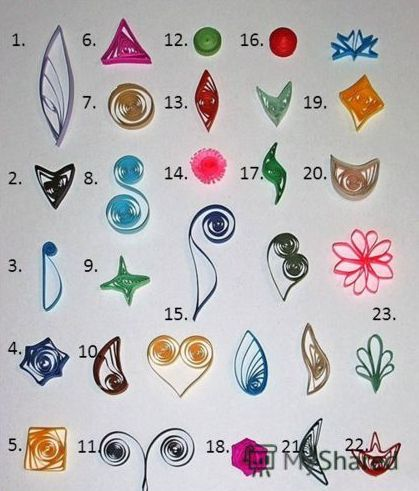 1. 6. 12. 16.
7. 13. 19.
2. 8. 14. 17. 20.
3. 9. 15. 23.
4. 10.
5. 11. 18. 21. 22.
MyShared